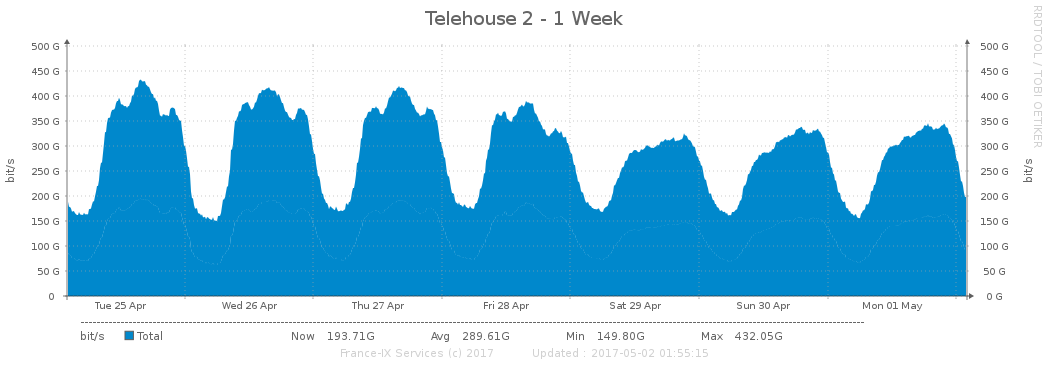 Telehouse 2 - 1 Week
RRDTOOL / TOBI OETIKER
500 G 500 G
450 G 450 G
400 G 400 G
350 G 350 G
300 G 300 G
250 G 250 G
200 G 200 G
150 G 150 G
100 G 100 G
50 G 50 G
0 0 G
bit/s bit/s
Tue 25 Apr Wed 26 Apr Thu 27 Apr Fri 28 Apr Sat 29 Apr Sun 30 Apr Mon 01 May
bit/s Total Now 193.71G Avg 289.61G Min 149.80G Max 432.05G
France-IX Services (c) 2017 Updated : 2017-05-02 01:55:15